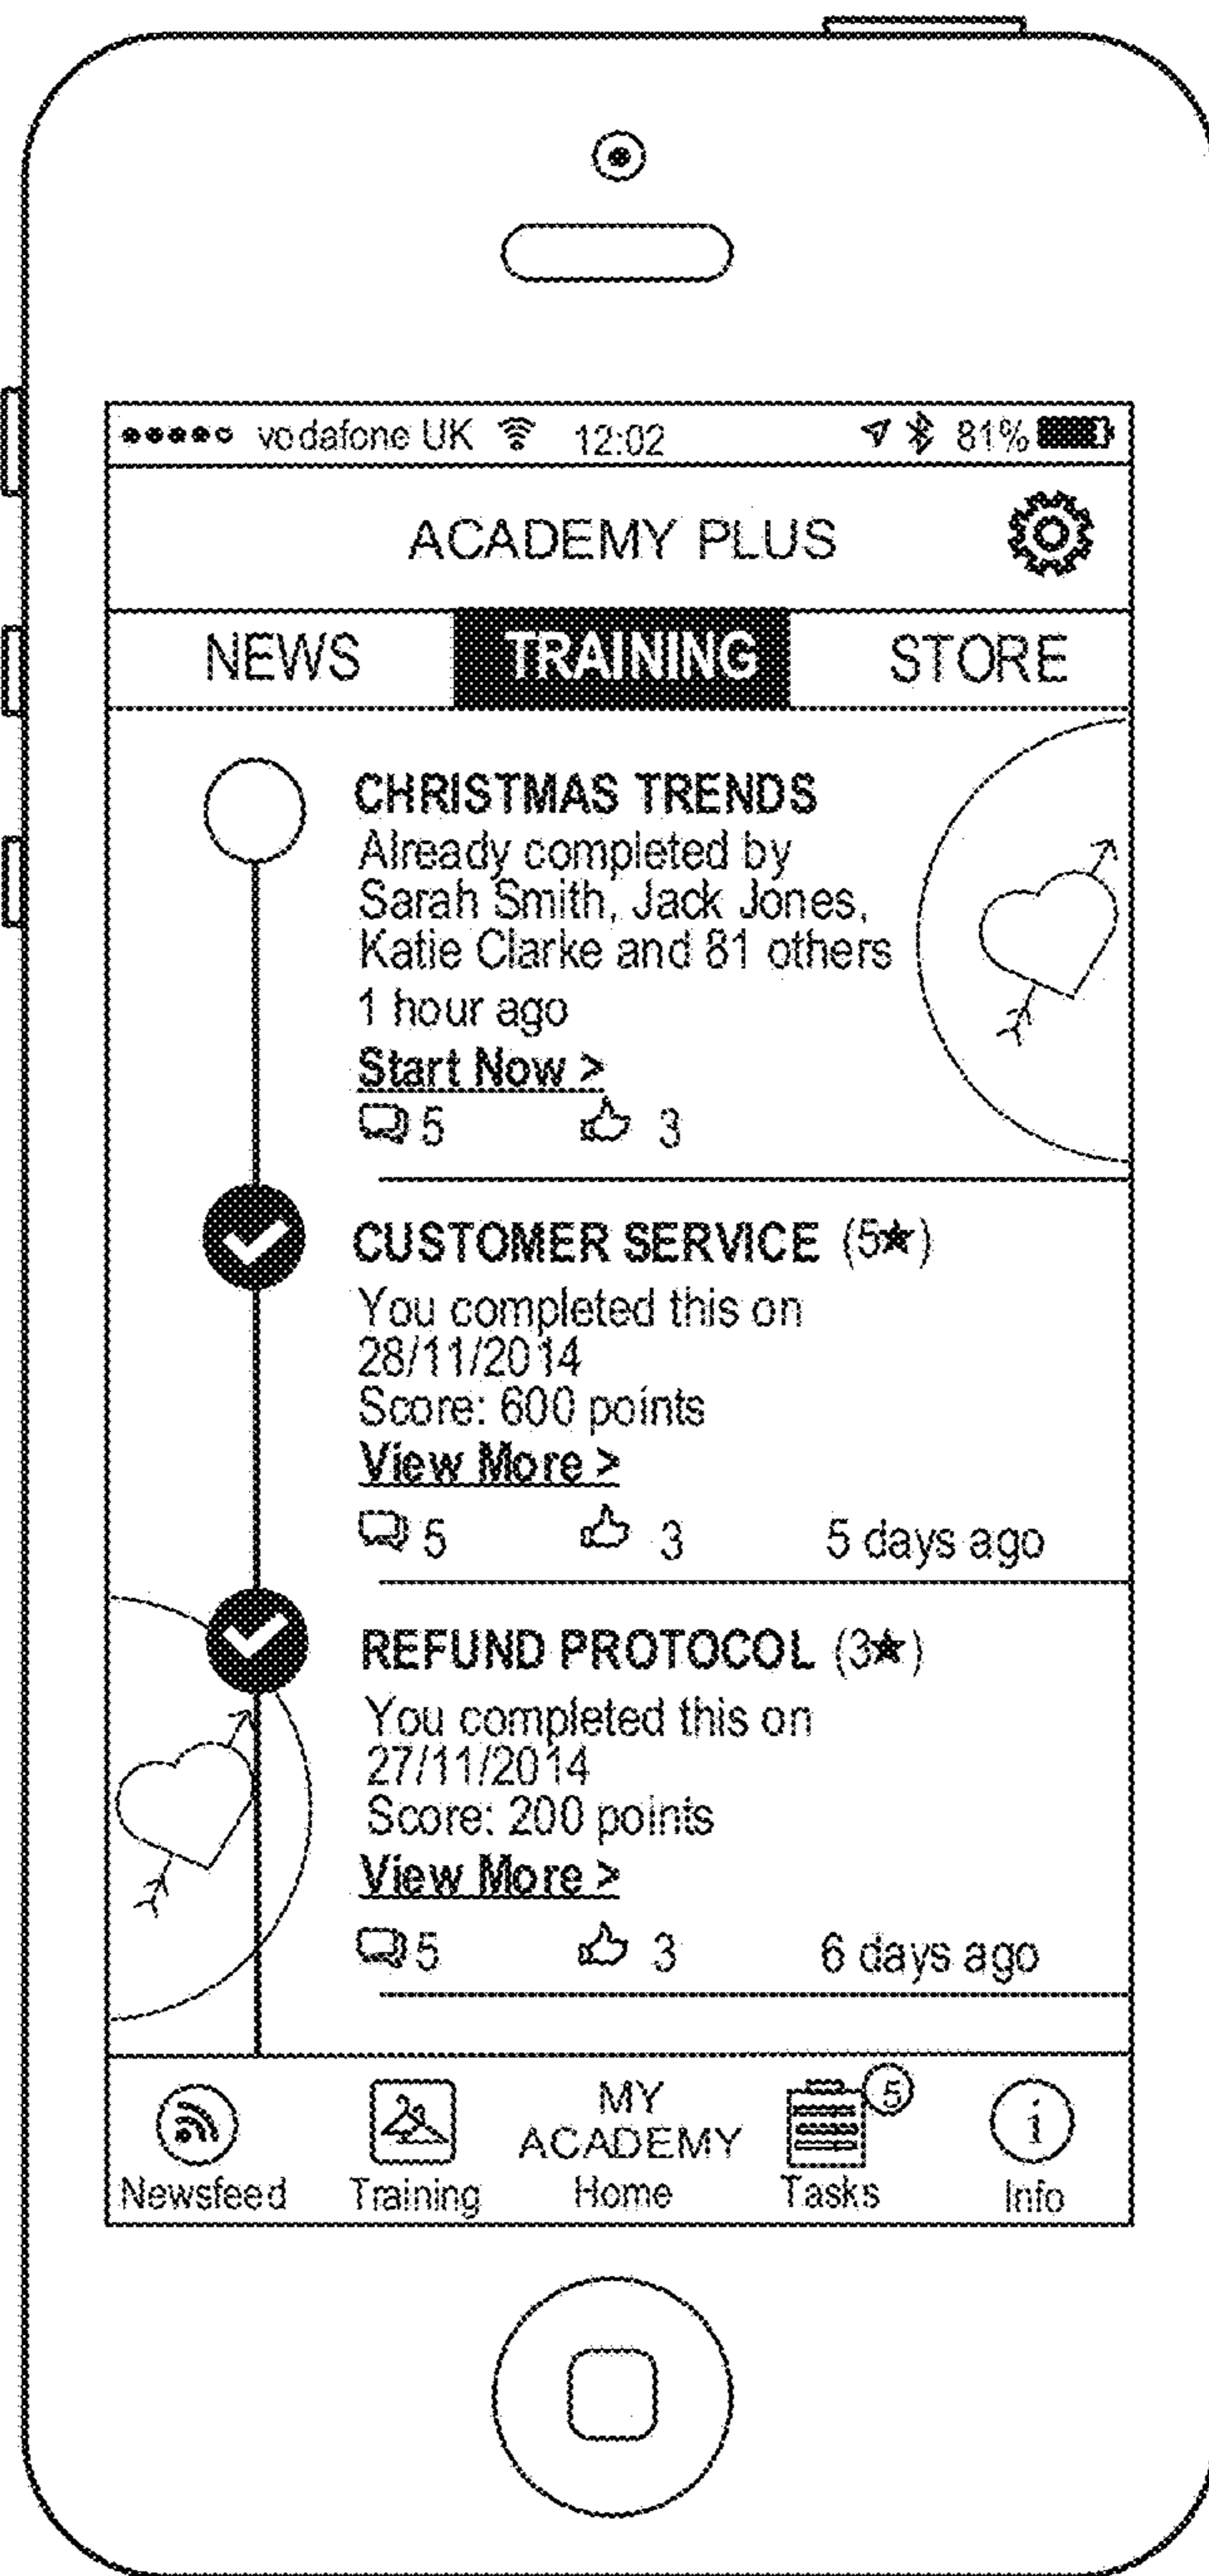 vodafone UK 12:02 81%
ACADEMY PLUS
NEWS TRAINING STORE
CHRISTMAS TRENDS
Already completed by
Sarah Smith, Jack Jones,
Katie Clarke and 81 others
1 hour ago
Start Now >
5 3
CUSTOMER SERVICE (5★)
You completed this on
28/11/2014
Score: 600 points
View More >
5 3 5 days ago
REFUND PROTOCOL (3★)
You completed this on
27/11/2014
Score: 200 points
View More >
5 3 6 days ago
MY
ACADEMY
5
i
Newsfeed Training Home Tasks Info